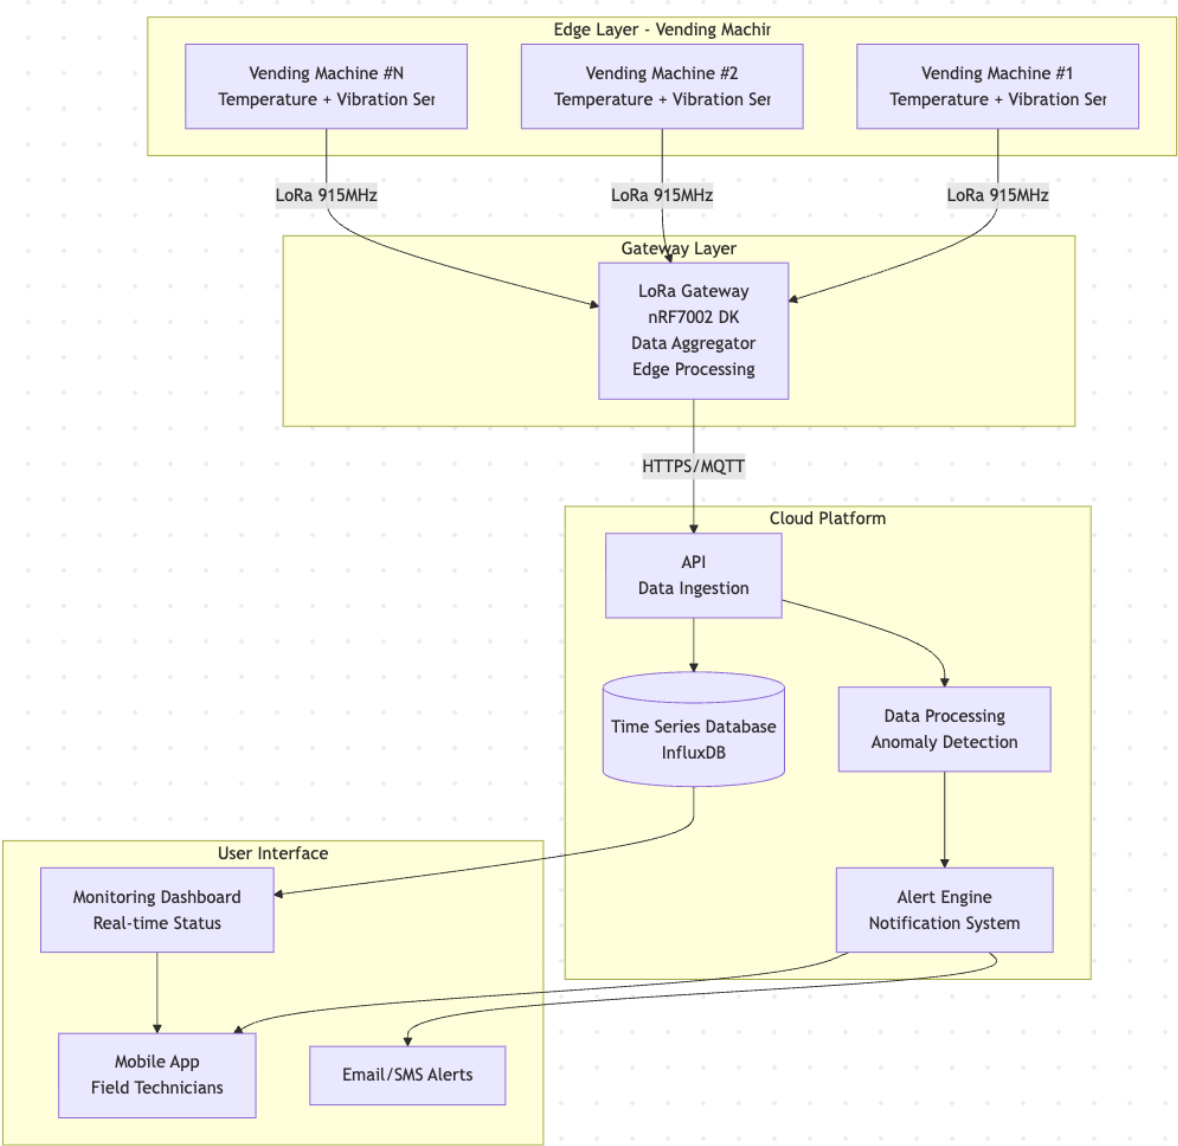 Edge Layer - Vending Machin
Vending Machine #N
Temperature + Vibration Ser
Vending Machine #2
Temperature + Vibration Ser
Vending Machine #1
Temperature + Vibration Ser
LoRa 915MHz
LoRa 915MHz
LoRa 915MHz
Gateway Layer
LoRa Gateway
nRF7002 DK
Data Aggregator
Edge Processing
HTTPS/MQTT
Cloud Platform
API
Data Ingestion
Time Series Database
InfluxDB
Data Processing
Anomaly Detection
User Interface
Monitoring Dashboard
Real-time Status
Alert Engine
Notification System
Mobile App
Field Technicians
Email/SMS Alerts